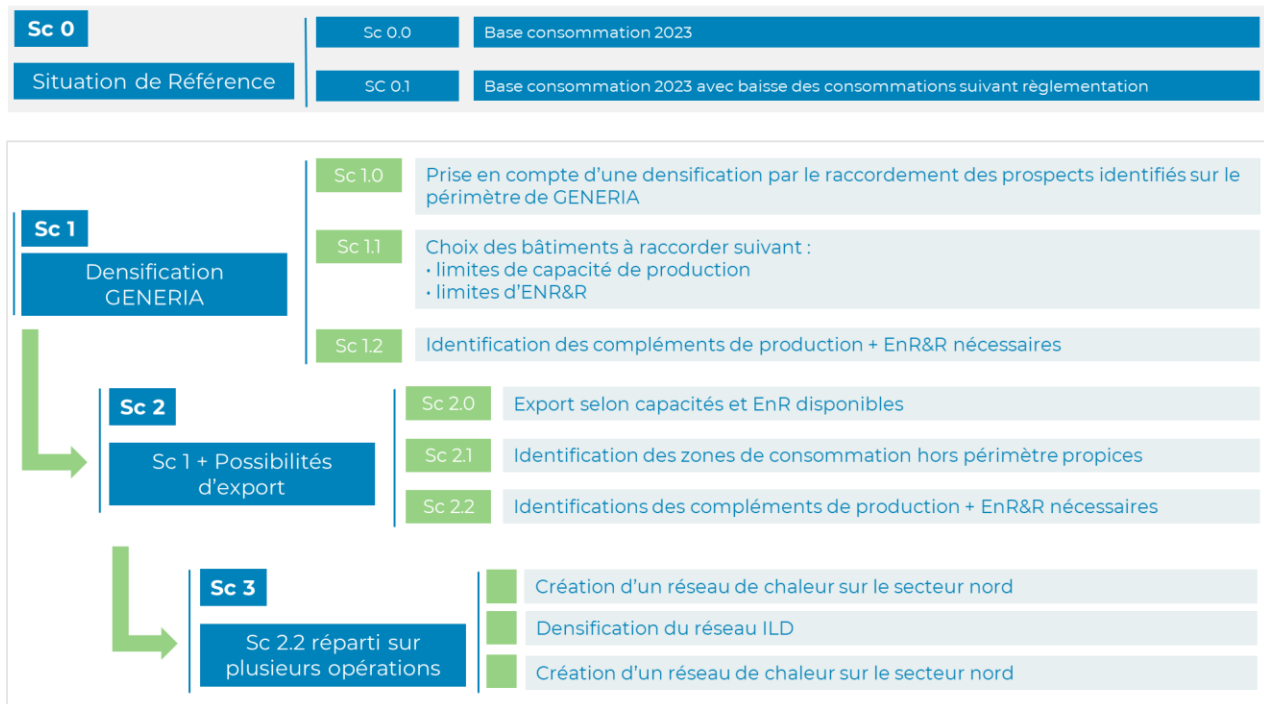 Sc 0
Situation de Référence
Sc 0.0
Base consommation 2023
SC 0.1
Base consommation 2023 avec baisse des consommations suivant règlementation
Sc 1
Densification
GENERIA
Sc 1.0
Prise en compte d'une densification par le raccordement des prospects identifiés sur le
périmètre de GENERIA
Sc 1.1
Choix des bâtiments à raccorder suivant :
• limites de capacité de production
• limites d'ENR&R
Sc 1.2
Identification des compléments de production + EnR&R nécessaires
Sc 2
Sc 1 + Possibilités
d'export
Sc 2.0
Export selon capacités et EnR disponibles
Sc 2.1
Identification des zones de consommation hors périmètre propices
Sc 2.2
Identifications des compléments de production + EnR&R nécessaires
Sc 3
Sc 2.2 réparti sur
plusieurs opérations
Création d'un réseau de chaleur sur le secteur nord
Densification du réseau ILD
Création d'un réseau de chaleur sur le secteur nord